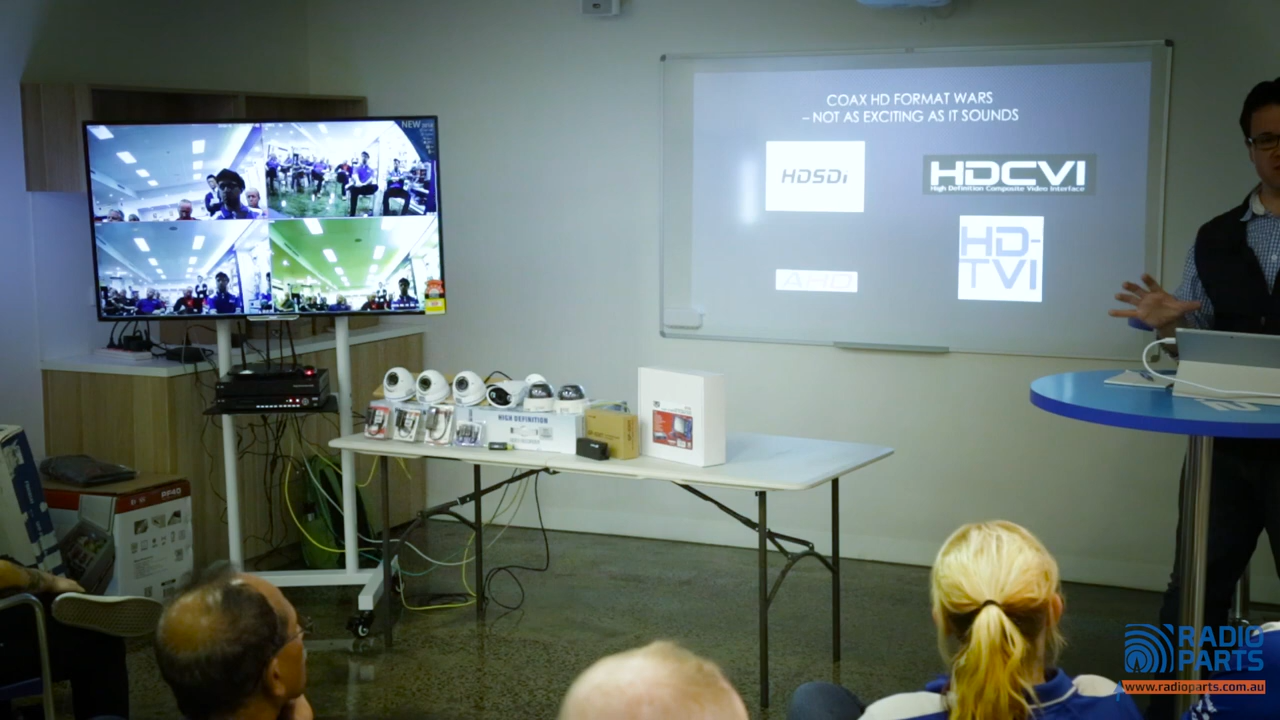 NEW
COAX HD FORMAT WARS
– NOT AS EXCITING AS IT SOUNDS
HDSDi
HDCVI
High Definition Composite Video Interface
AHD
HD-
TVI
HIGH DEFINITION
PF40
RADIO
PARTS
www.radioparts.com.au